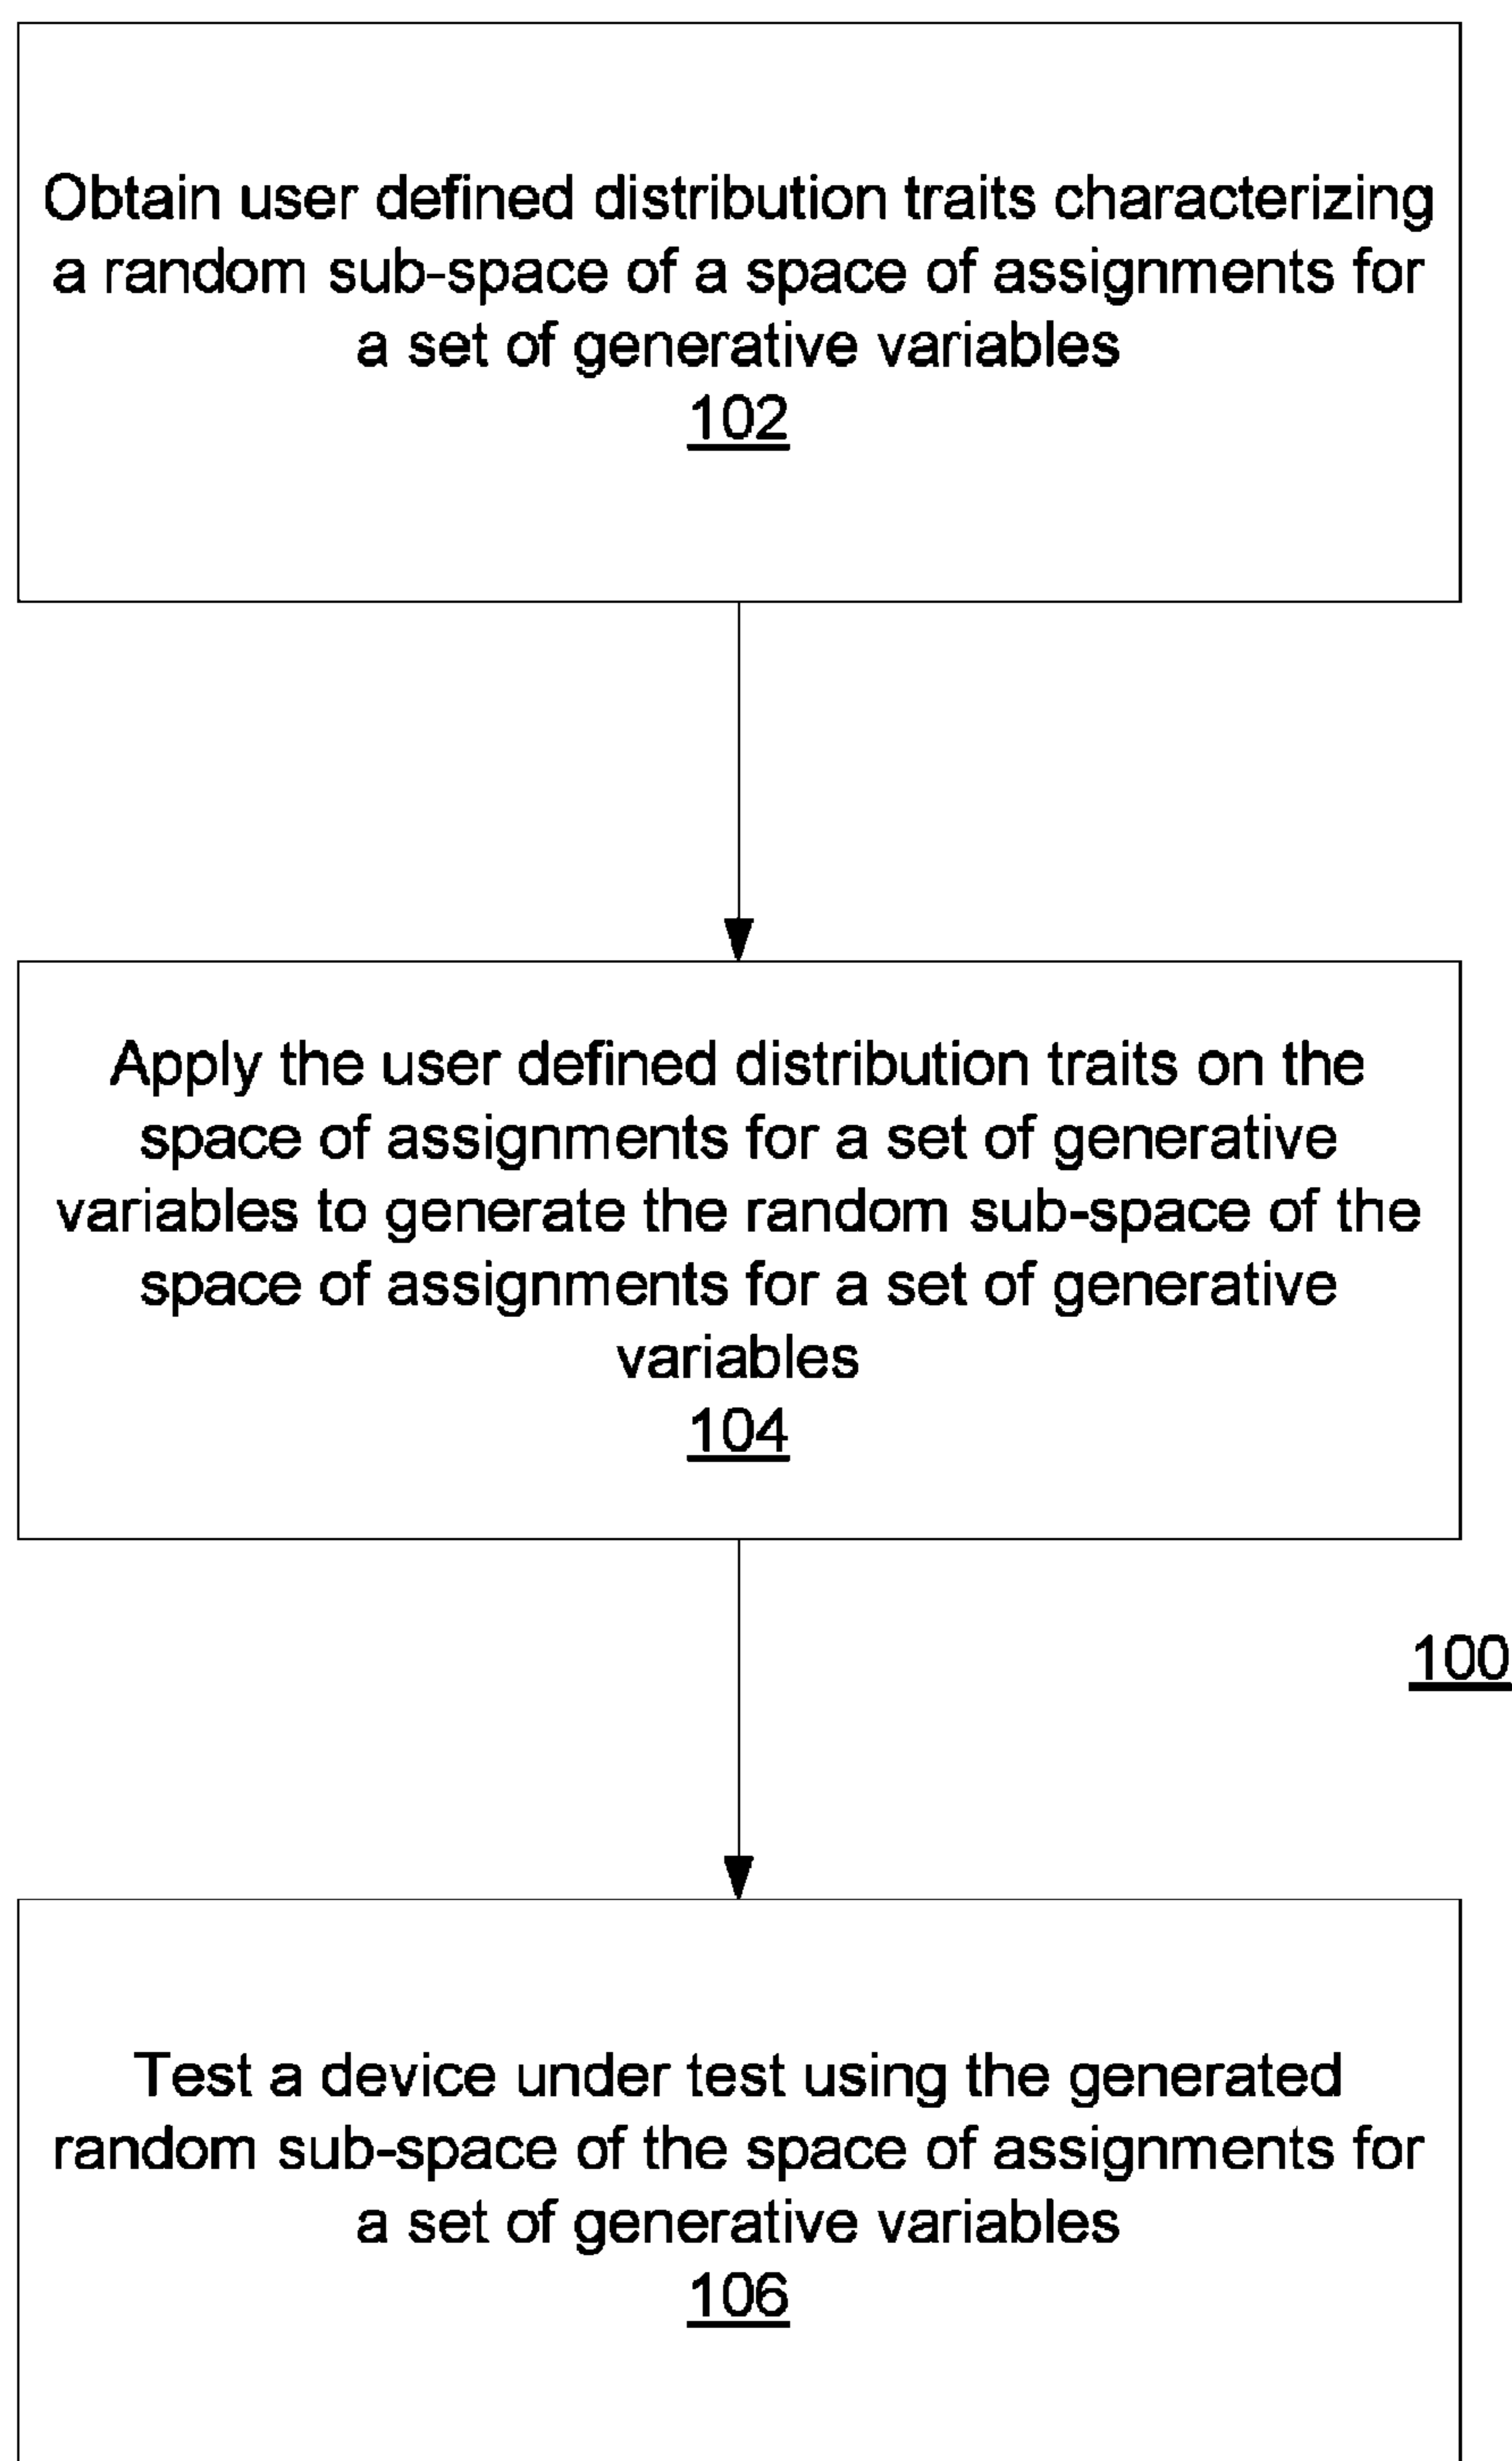 Obtain user defined distribution traits characterizing
a random sub-space of a space of assignments for
a set of generative variables
102
Apply the user defined distribution traits on the
space of assignments for a set of generative
variables to generate the random sub-space of the
space of assignments for a set of generative
variables
104
100
Test a device under test using the generated
random sub-space of the space of assignments for
a set of generative variables
106